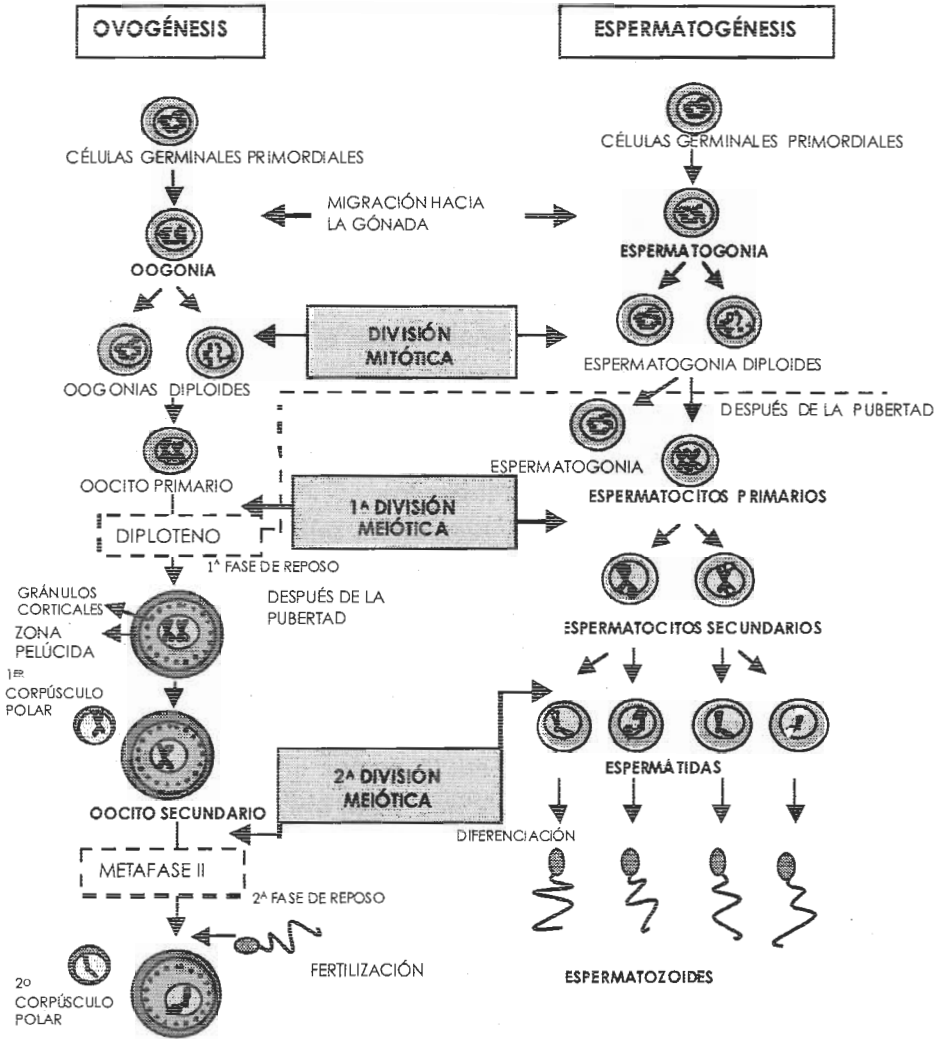 OVOGÉNESIS
ESPERMATOGÉNESIS
CÉLULAS GERMINALES PRIMORDIALES
CÉLULAS GERMINALES PRIMORDIALES
MIGRACIÓN HACIA
LA GÓNADA
OOGONIA
ESPERMATOGONIA
DIVISIÓN
MITÓTICA
OOGONIAS DIPLOIDES
ESPERMATOGONIA DIPLOIDES
DESPUÉS DE LA PUBERTAD
OOCITO PRIMARIO
ESPERMATOGONIA
ESPERMATOCITOS PRIMARIOS
1ª DIVISIÓN
MEIÓTICA
DIPLOTENO
1ª FASE DE REPOSO
DESPUÉS DE LA
PUBERTAD
GRÁNULOS
CORTICALES
ZONA
PELÚCIDA
ESPERMATOCITOS SECUNDARIOS
1ER
CORPÚSCULO
POLAR
2ª DIVISIÓN
MEIÓTICA
ESPERMÁTIDAS
OOCITO SECUNDARIO
DIFERENCIACIÓN
METAFASE II
2ª FASE DE REPOSO
FERTILIZACIÓN
ESPERMATOZOIDES
2º
CORPÚSCULO
POLAR